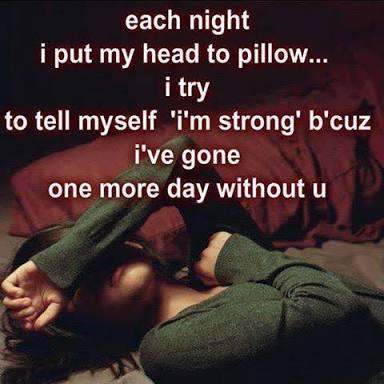 each night
i put my head to pillow...
i try
to tell myself 'i'm strong' b'cuz
i've gone
one more day without u